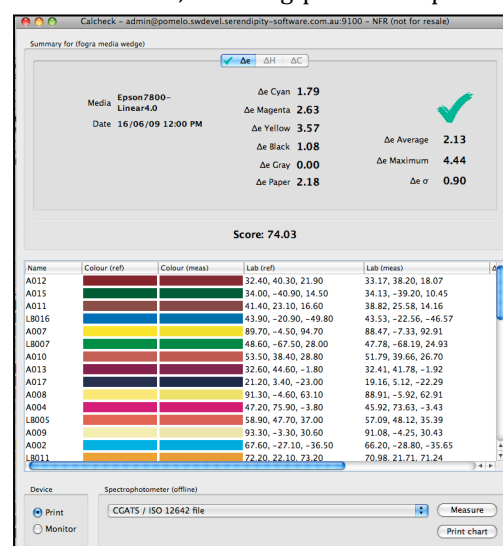 Calcheck – admin@pomelo.swdevel.serendipity-software.com.au:9100 – NFR (not for resale)
Summary for (fogra media wedge)
Δe ΔH ΔC
Media Epson7800-Linear4.0
Date 16/06/09 12:00 PM
Δe Cyan 1.79
Δe Magenta 2.63
Δe Yellow 3.57
Δe Black 1.08
Δe Gray 0.00
Δe Paper 2.18
Δe Average 2.13
Δe Maximum 4.44
Δe σ 0.90
Score: 74.03
Name Colour (ref) Colour (meas) Lab (ref) Lab (meas)
A012 32.40, 40.30, 21.90 33.17, 38.20, 18.07
A015 34.00, -40.90, 14.50 34.13, -39.20, 10.45
A011 41.40, 23.10, 16.60 38.82, 25.58, 14.16
LB016 43.90, -20.90, -49.80 43.53, -22.56, -46.57
A007 89.70, -4.50, 94.70 88.47, -7.33, 92.91
LB007 48.60, -67.50, 28.00 47.78, -68.19, 24.93
A010 53.50, 38.40, 28.80 51.79, 39.66, 26.70
A013 32.60, 44.60, -1.80 32.41, 41.78, -1.92
A017 21.20, 3.40, -23.00 19.16, 5.12, -22.29
A008 91.30, -4.60, 63.10 88.91, -5.92, 62.91
A004 47.20, 75.90, -3.80 45.92, 73.63, -3.43
LB005 58.90, 47.70, 37.00 57.09, 48.12, 35.39
A009 93.30, -3.30, 30.60 91.08, -4.25, 30.43
A002 67.60, -27.10, -36.50 66.20, -28.80, -35.65
LB011 72.20, 22.10, 73.20 70.98, 21.71, 71.24
Device
Spectrophotometer (offline)
Print
Monitor
CGATS / ISO 12642 file
Measure
Print chart